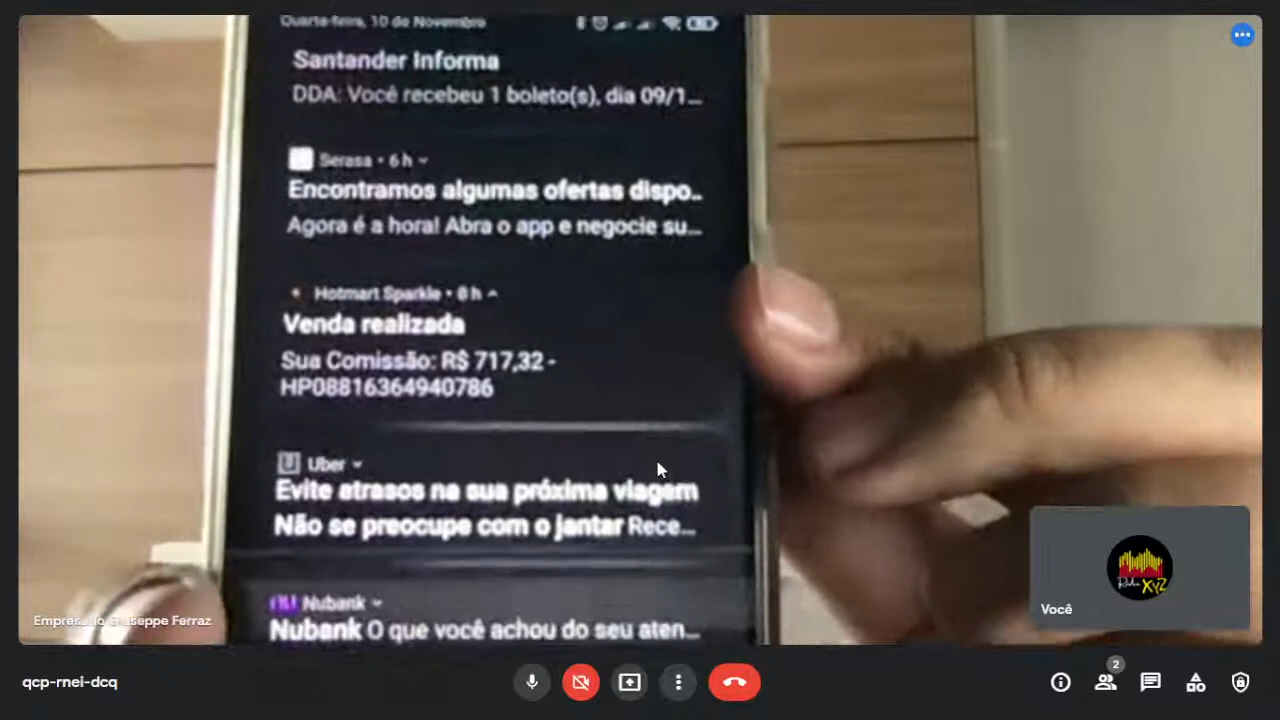 Quarta-feira, 10 de Novembro
Santander Informa
DDA: Você recebeu 1 boleto(s), dia 09/1...
Serasa • 6 h
Encontramos algumas ofertas dispo..
Agora é a hora! Abra o app e negocie su...
Hotmart Sparkle • 8 h
Venda realizada
Sua Comissão: R$ 717,32 -
HP08816364940786
Uber
Evite atrasos na sua próxima viagem
Não se preocupe com o jantar Rece...
Nubank
Nubank O que você achou do seu aten...
Giuseppe Ferraz
Você
Rádio XYZ
qcp-rnei-dcq
2